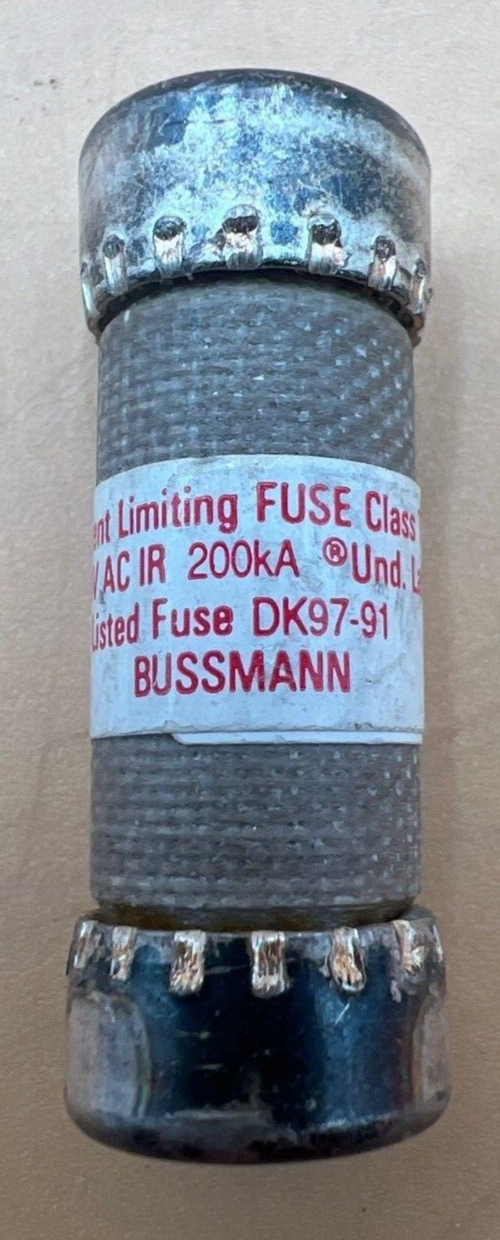 ent Limiting FUSE Class
V AC IR 200kA ®Und. La
Listed Fuse DK97-91
BUSSMANN